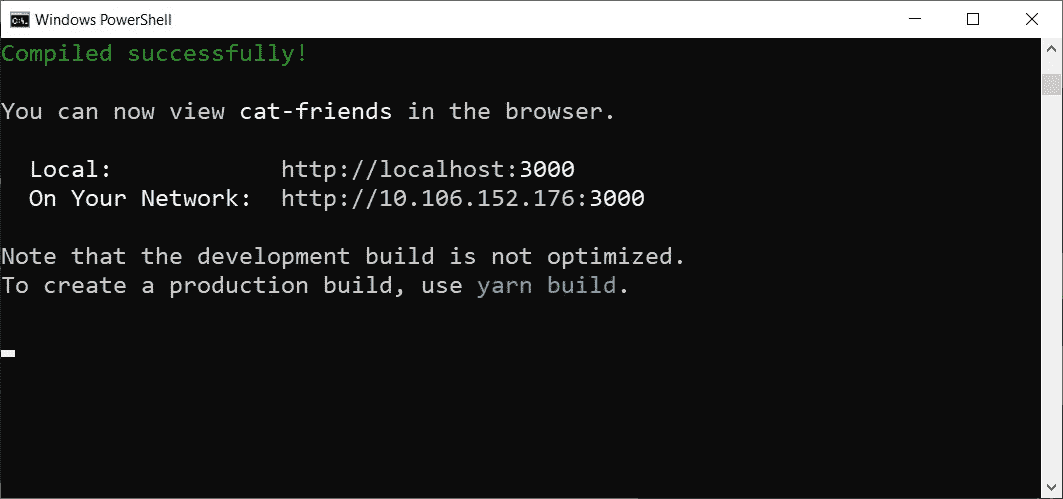 Windows PowerShell
Compiled successfully!
You can now view cat-friends in the browser.
Local: http://localhost:3000
On Your Network: http://10.106.152.176:3000
Note that the development build is not optimized.
To create a production build, use yarn build.